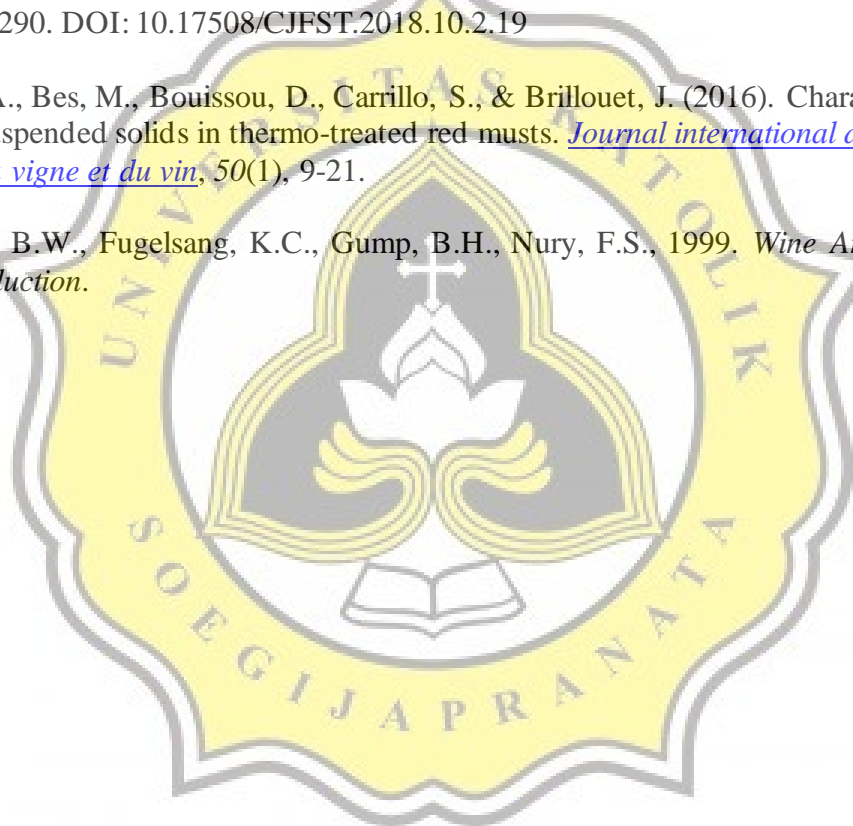 290. DOI: 10.17508/CJFST.2018.10.2.19
A., Bes, M., Bouissou, D., Carrillo, S., & Brillouet, J. (2016). Chara
spended solids in thermo-treated red musts. Journal international d
vigne et du vin, 50(1), 9-21.
B.W., Fugelsang, K.C., Gump, B.H., Nury, F.S., 1999. Wine An
luction.
UNIVERSITAS KATOLIK
SOEGIJAPRANATA